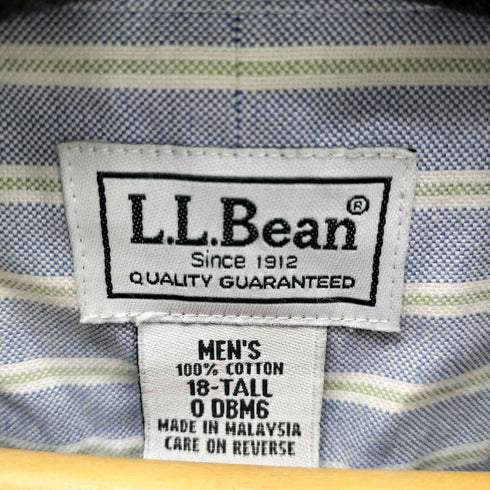 L.L.Bean®
Since 1912
QUALITY GUARANTEED
MEN'S
100% COTTON
18-TALL
0 DBM6
MADE IN MALAYSIA
CARE ON REVERSE